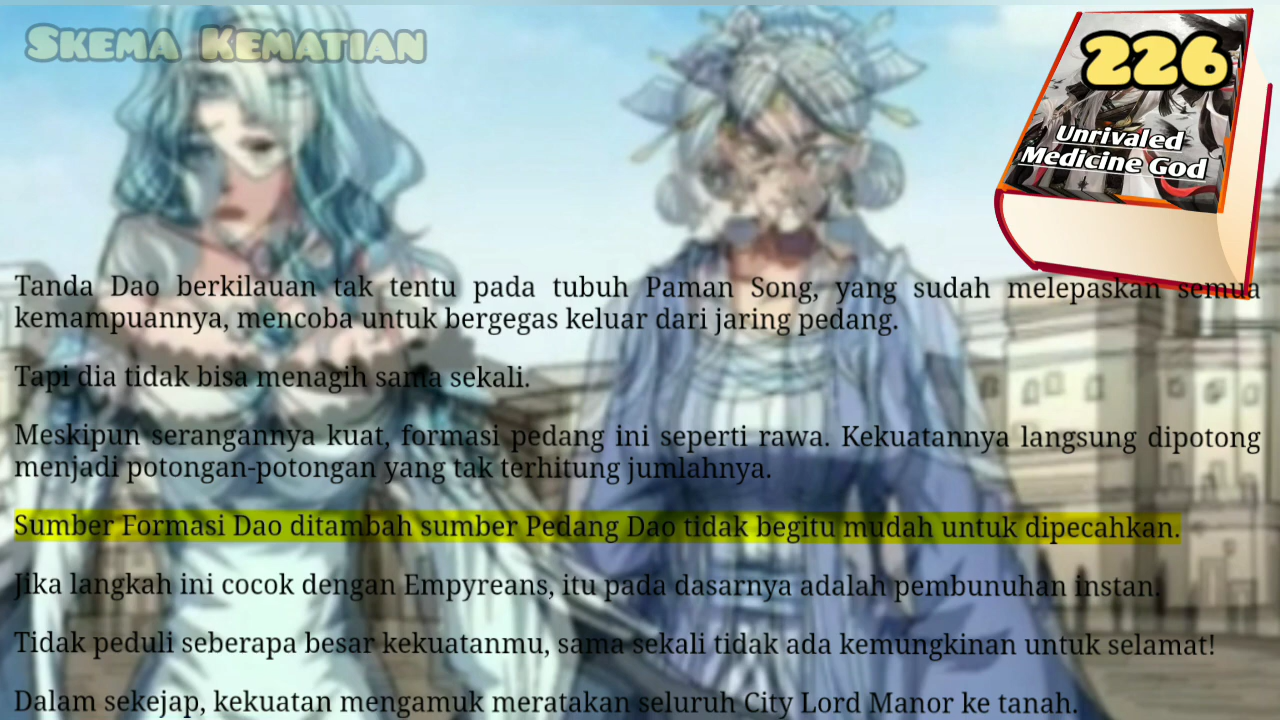 Skema Kematian
226
Unrivaled
Medicine God
Tanda Dao berkilauan tak tentu pada tubuh Paman Song, yang sudah melepaskan semua
kemampuannya, mencoba untuk bergegas keluar dari jaring pedang.
Tapi dia tidak bisa menagih sama sekali.
Meskipun serangannya kuat, formasi pedang ini seperti rawa. Kekuatannya langsung dipotong
menjadi potongan-potongan yang tak terhitung jumlahnya.
Sumber Formasi Dao ditambah sumber Pedang Dao tidak begitu mudah untuk dipecahkan.
Jika langkah ini cocok dengan Empyreans, itu pada dasarnya adalah pembunuhan instan.
Tidak peduli seberapa besar kekuatanmu, sama sekali tidak ada kemungkinan untuk selamat!
Dalam sekejap, kekuatan mengamuk meratakan seluruh City Lord Manor ke tanah.